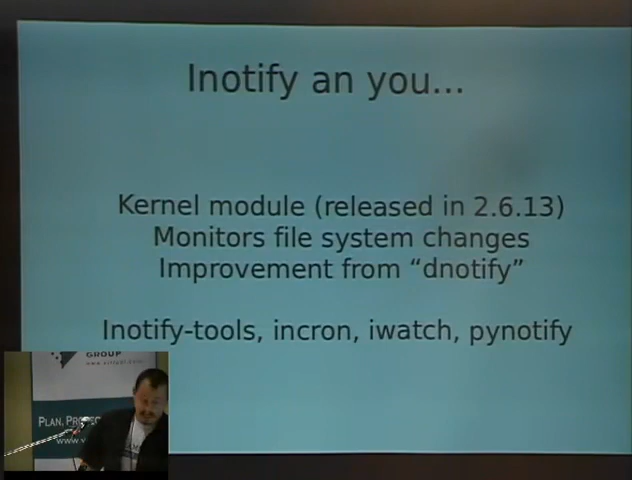 Inotify an you...
Kernel module (released in 2.6.13)
Monitors file system changes
Improvement from “dnotify”
Inotify-tools, incron, iwatch, pynotify
GROUP
PLAN,
WWW.